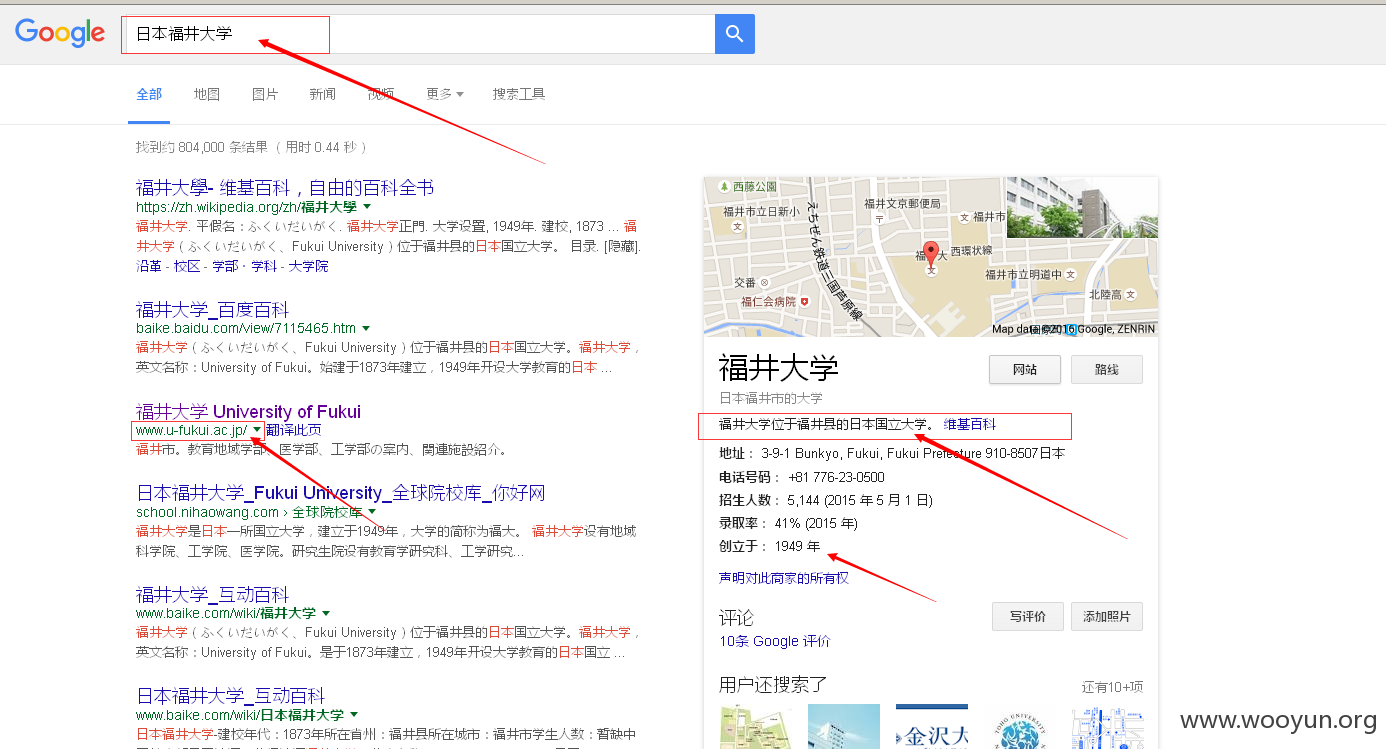 Google
日本福井大学
全部 地图 图片 新闻 视频 更多 搜索工具
找到约 804,000 条结果 （用时 0.44 秒）
福井大學- 维基百科，自由的百科全书
https://zh.wikipedia.org/zh/福井大學
福井大学. 平假名：ふくいだいがく. 福井大学正門. 大学设置, 1949年. 建校, 1873 ... 福
井大学（ふくいだいがく、Fukui University）位于福井县的日本国立大学。 目录. [隐藏].
沿革 - 校区 - 学部 · 学科 - 大学院
福井大学_百度百科
baike.baidu.com/view/7115465.htm
福井大学（ふくいだいがく、Fukui University）位于福井县的日本国立大学。福井大学，
英文名称：University of Fukui。始建于1873年建立，1949年开设大学教育的日本 ...
福井大学 University of Fukui
www.u-fukui.ac.jp/ 翻译此页
福井市。教育地域学部、医学部、工学部の案内、関連施設紹介。
日本福井大学_Fukui University_全球院校库_你好网
school.nihaowang.com › 全球院校库
福井大学是日本一所国立大学，建立于1949年，大学的简称为福大。 福井大学设有地域
科学院、工学院、医学院。研究生院设有教育学研究科、工学研究...
福井大学_互动百科
www.baike.com/wiki/福井大学
福井大学（ふくいだいがく、Fukui University）位于福井县的日本国立大学。福井大学，
英文名称：University of Fukui。是于1873年建立，1949年开设大学教育的日本国立 ...
日本福井大学_互动百科
www.baike.com/wiki/日本福井大学
日本福井大学-建校年代：1873年所在省州：福井县所在城市：福井市学生人数：暂缺中
西藤公園
福井市立日新小
えちぜん鉄道三国芦原線
福井文京郵便局
福井市
福井大
西環状線
福井市立明道中
交番
福仁会病院
北陸高
Map data ©2016 Google, ZENRIN
福井大学
网站 路线
日本福井市的大学
福井大学位于福井县的日本国立大学。 维基百科
地址： 3-9-1 Bunkyo, Fukui, Fukui Prefecture 910-8507日本
电话号码： +81 776-23-0500
招生人数： 5,144 (2015 年 5 月 1 日)
录取率： 41% (2015 年)
创立于： 1949 年
声明对此商家的所有权
评论
写评价 添加照片
10条 Google 评价
用户还搜索了
还有10+项
金沢大
www.wooyun.org